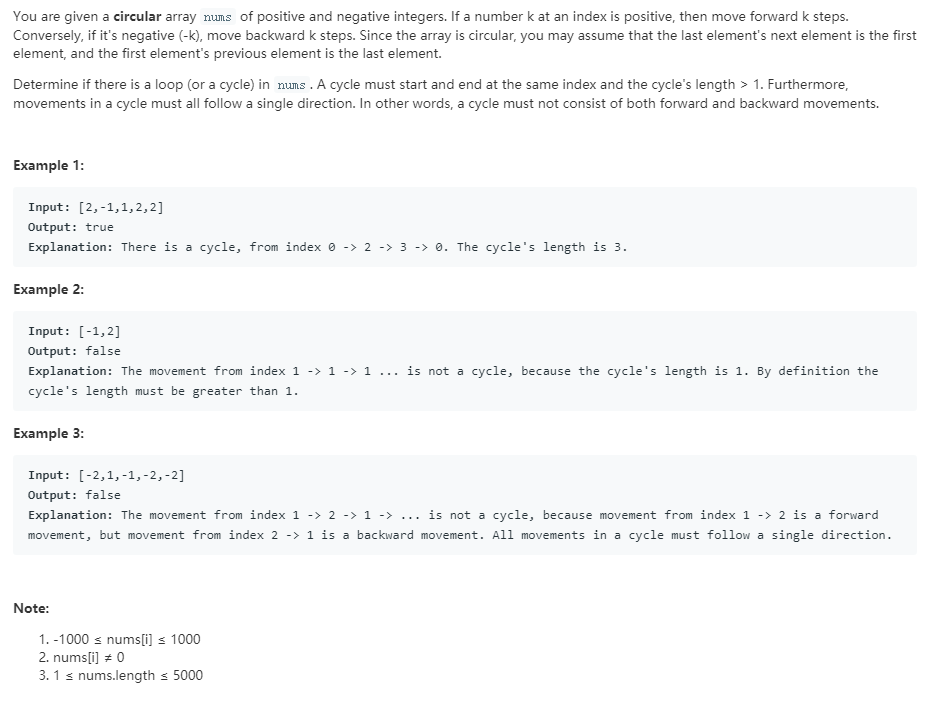 You are given a circular array nums of positive and negative integers. If a number k at an index is positive, then move forward k steps.
Conversely, if it's negative (-k), move backward k steps. Since the array is circular, you may assume that the last element's next element is the first
element, and the first element's previous element is the last element.
Determine if there is a loop (or a cycle) in nums. A cycle must start and end at the same index and the cycle's length > 1. Furthermore,
movements in a cycle must all follow a single direction. In other words, a cycle must not consist of both forward and backward movements.
Example 1:
Input: [2,-1,1,2,2]
Output: true
Explanation: There is a cycle, from index 0 -> 2 -> 3 -> 0. The cycle's length is 3.
Example 2:
Input: [-1,2]
Output: false
Explanation: The movement from index 1 -> 1 -> 1 ... is not a cycle, because the cycle's length is 1. By definition the
cycle's length must be greater than 1.
Example 3:
Input: [-2,1,-1,-2,-2]
Output: false
Explanation: The movement from index 1 -> 2 -> 1 -> ... is not a cycle, because movement from index 1 -> 2 is a forward
movement, but movement from index 2 -> 1 is a backward movement. All movements in a cycle must follow a single direction.
Note:
1. -1000 ≤ nums[i] ≤ 1000
2. nums[i] ≠ 0
3. 1 ≤ nums.length ≤ 5000